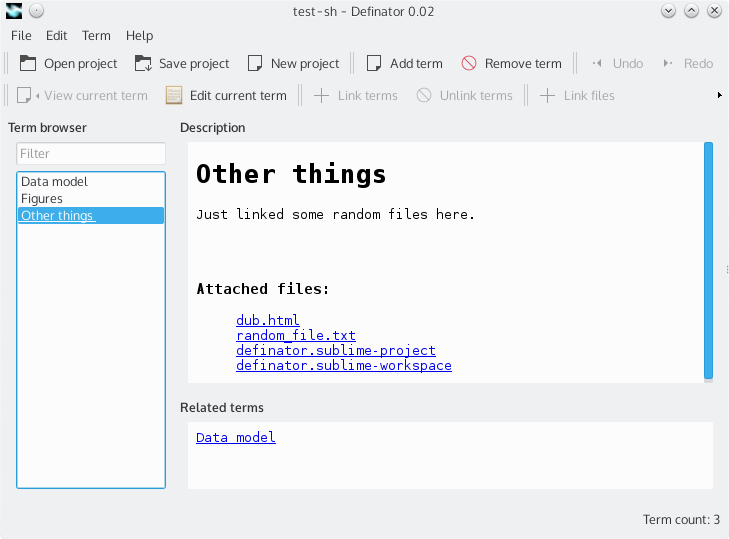 test-sh - Definator 0.02
File Edit Term Help
Open project Save project New project Add term Remove term Undo Redo
View current term Edit current term Link terms Unlink terms Link files
Term browser
Filter
Data model
Figures
Other things
Description
Other things
Just linked some random files here.
Attached files:
dub.html
random_file.txt
definator.sublime-project
definator.sublime-workspace
Related terms
Data model
Term count: 3